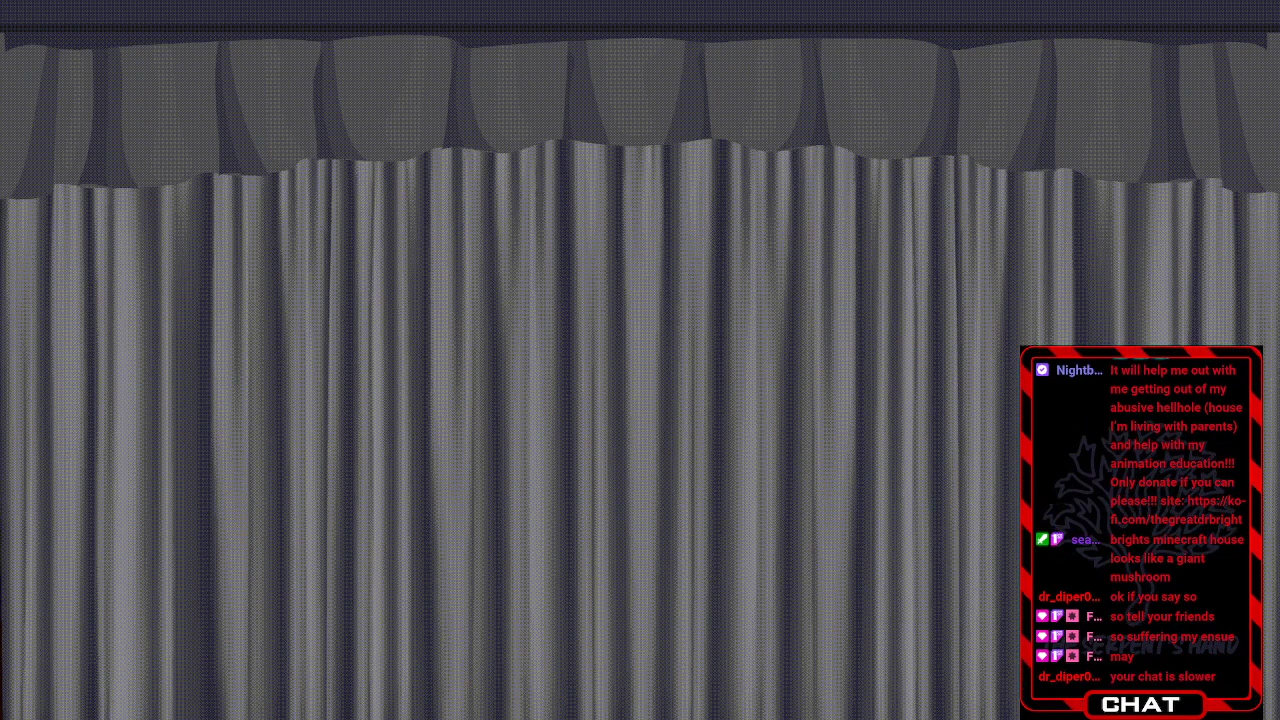 Nightb... It will help me out with
me getting out of my
abusive hellhole (house
I'm living with parents)
and help with my
animation education!!!
Only donate if you can
please!!! site: https://ko-
fi.com/thegreatdrbright
sea... brights minecraft house
looks like a giant
mushroom
dr_diper0... ok if you say so
F... so tell your friends
F... so suffering my ensue
F... may
SERPENT'S HAND
dr_diper0... your chat is slower
CHAT